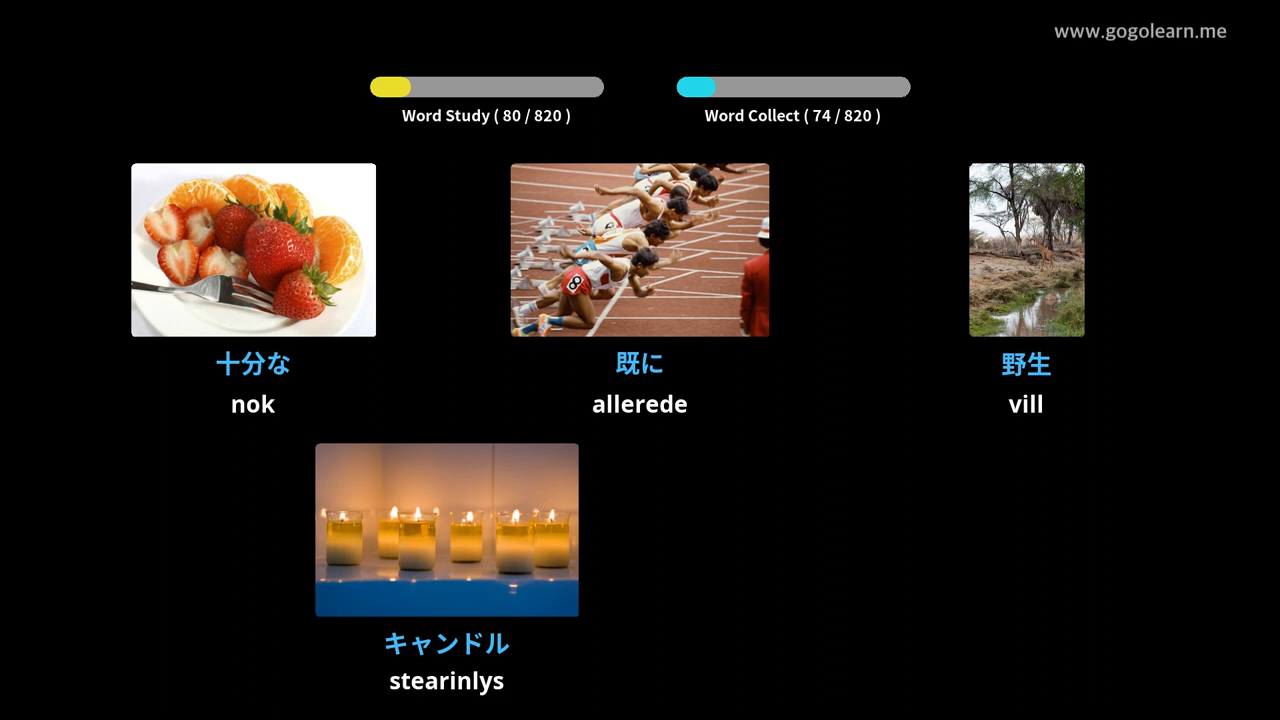 www.gogolearn.me
Word Study ( 80 / 820 )
Word Collect ( 74 / 820 )
十分な
nok
既に
allerede
野生
vill
キャンドル
stearinlys